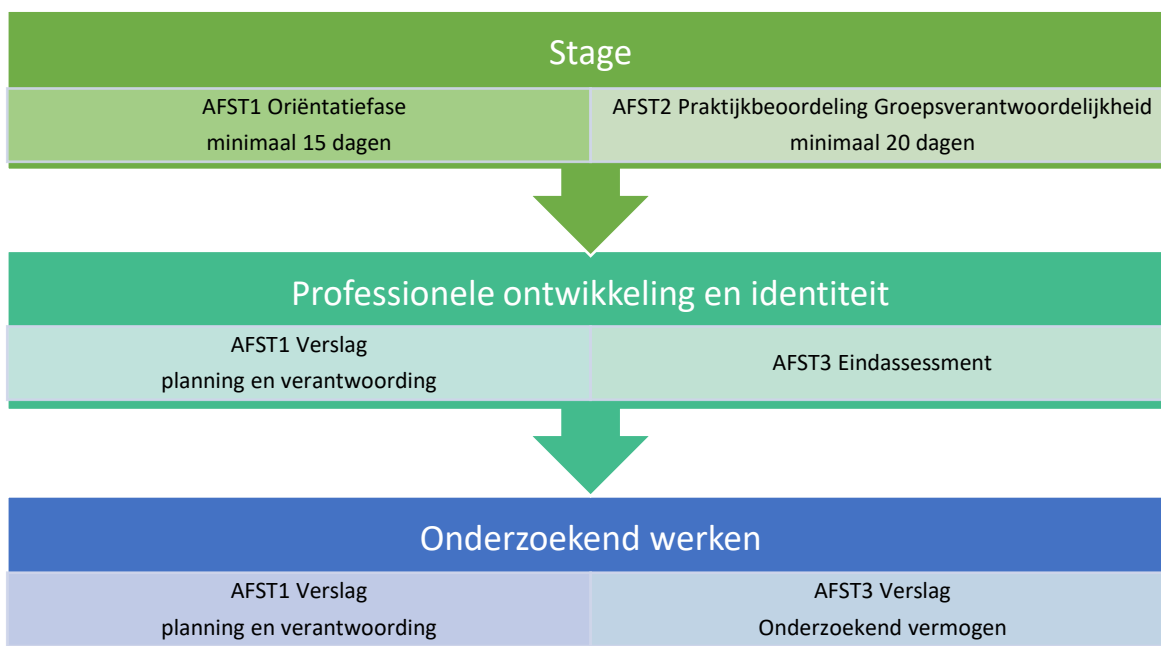 Stage
AFST1 Oriëntatiefase
minimaal 15 dagen
AFST2 Praktijkbeoordeling Groepsverantwoordelijkheid
minimaal 20 dagen
Professionele ontwikkeling en identiteit
AFST1 Verslag
planning en verantwoording
AFST3 Eindassessment
Onderzoekend werken
AFST1 Verslag
planning en verantwoording
AFST3 Verslag
Onderzoekend vermogen